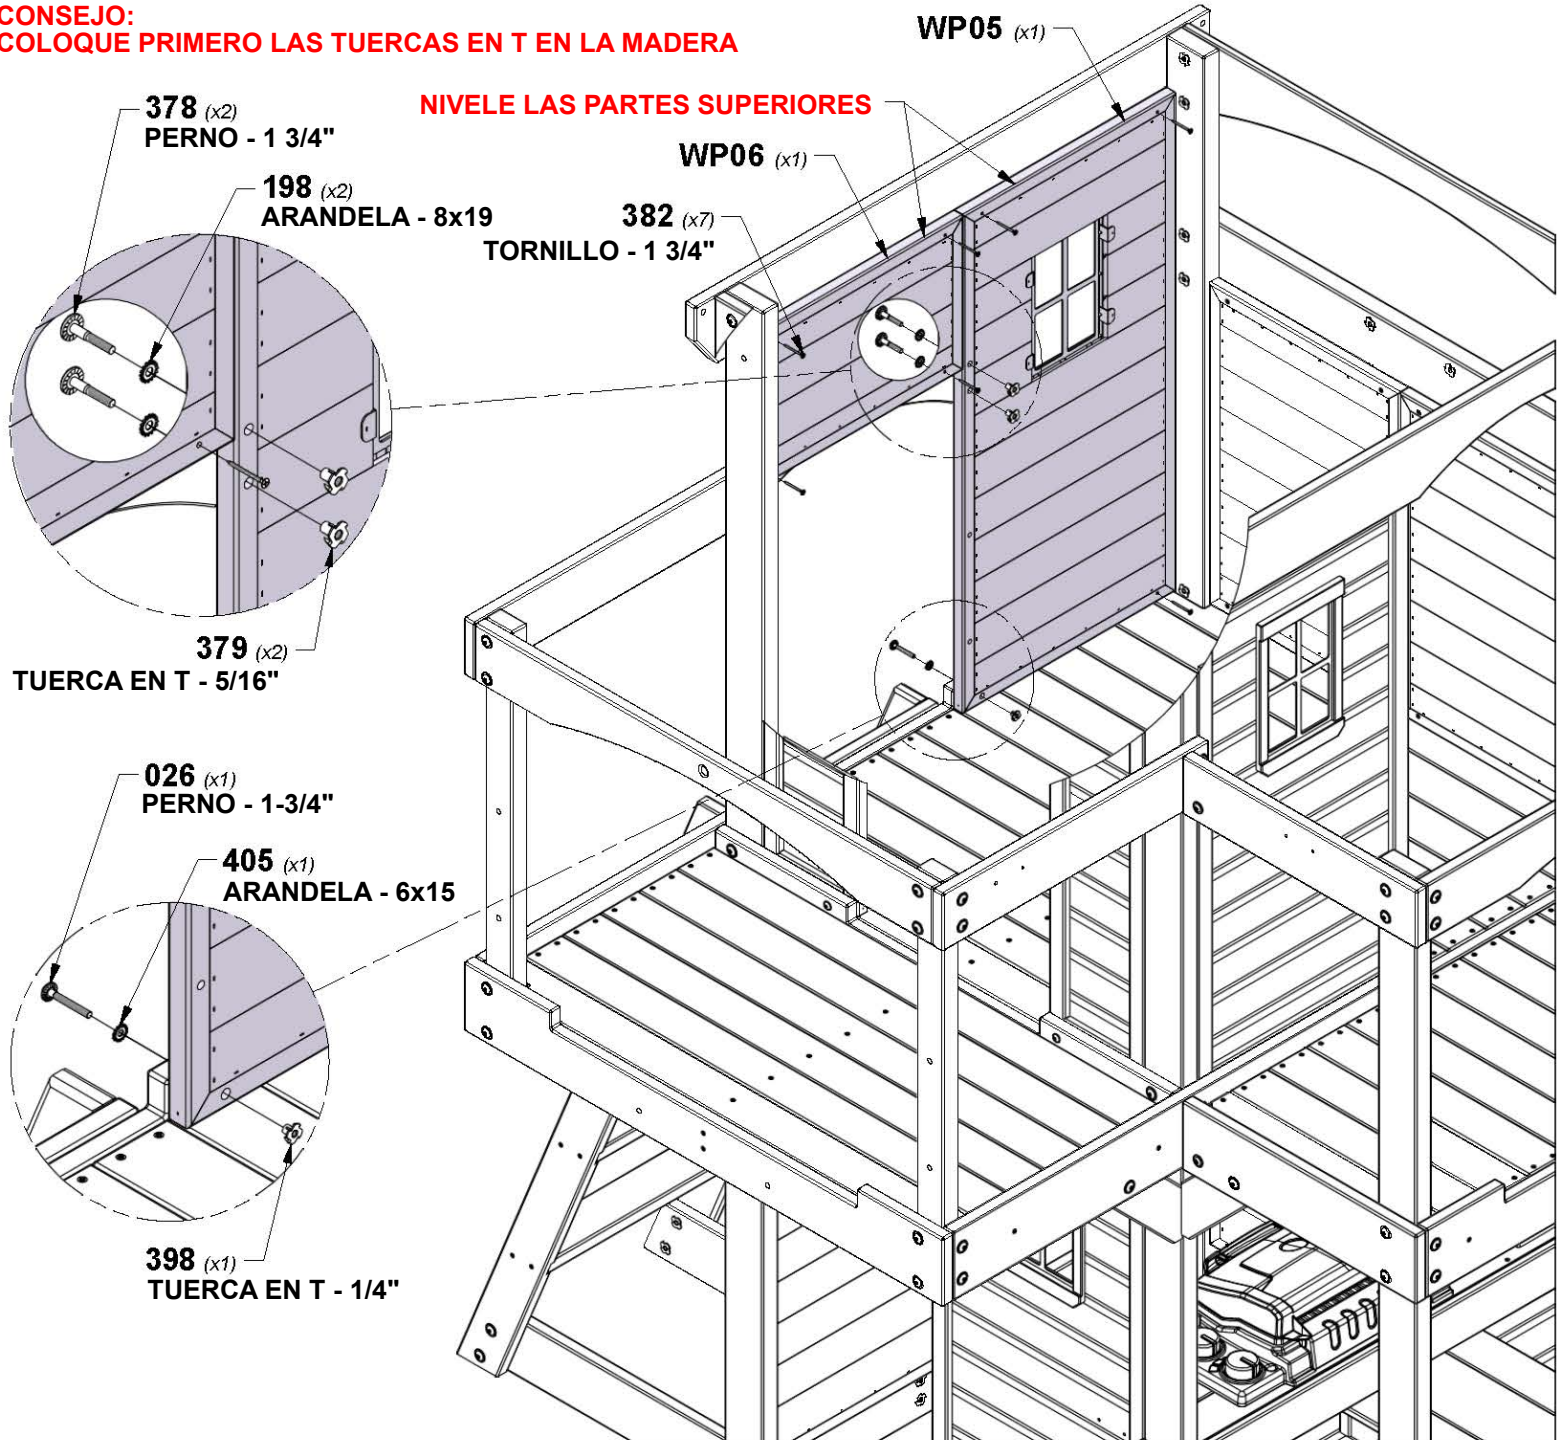 CONSEJO:
COLOQUE PRIMERO LAS TUERCAS EN T EN LA MADERA
WP05 (x1)
378 (x2)
PERNO - 1 3/4"
NIVELE LAS PARTES SUPERIORES
WP06 (x1)
198 (x2)
ARANDELA - 8x19
382 (x7)
TORNILLO - 1 3/4"
379 (x2)
TUERCA EN T - 5/16"
026 (x1)
PERNO - 1-3/4"
405 (x1)
ARANDELA - 6x15
398 (x1)
TUERCA EN T - 1/4"